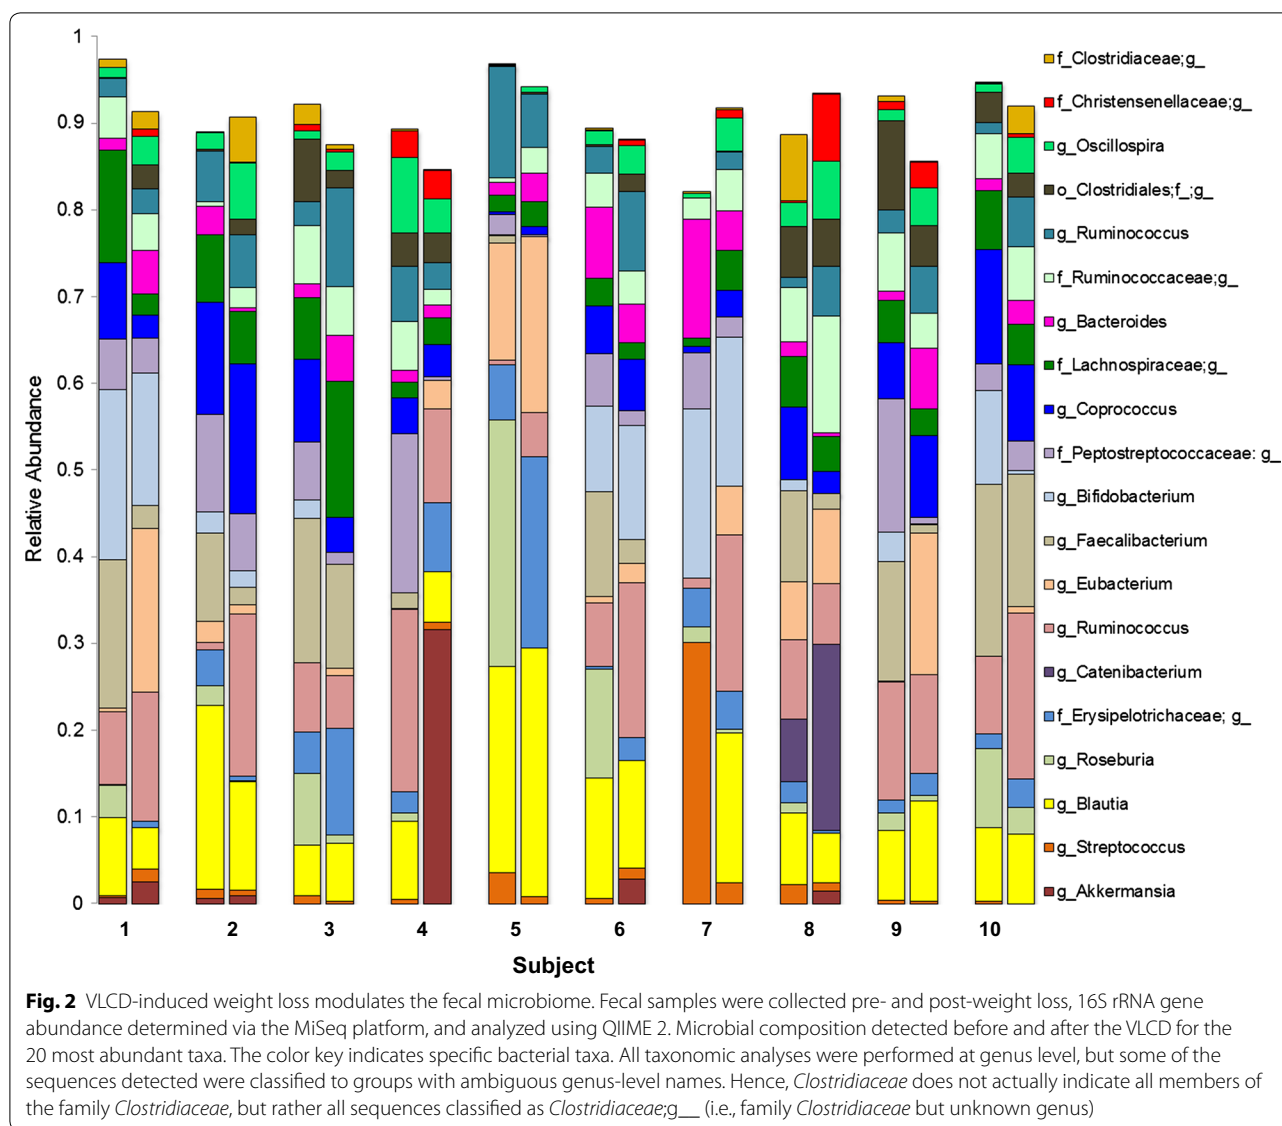 1
0.9
0.8
0.7
0.6
0.5
0.4
0.3
0.2
0.1
0
Relative Abundance
1 2 3 4 5 6 7 8 9 10
Subject
f_Clostridiaceae;g_
f_Christensenellaceae;g_
g_Oscillospira
o_Clostridiales;f_;g_
g_Ruminococcus
f_Ruminococcaceae;g_
g_Bacteroides
f_Lachnospiraceae;g_
g_Coprococcus
f_Peptostreptococcaceae: g_
g_Bifidobacterium
g_Faecalibacterium
g_Eubacterium
g_Ruminococcus
g_Catenibacterium
f_Erysipelotrichaceae; g_
g_Roseburia
g_Blautia
g_Streptococcus
g_Akkermansia
Fig. 2 VLCD-induced weight loss modulates the fecal microbiome. Fecal samples were collected pre- and post-weight loss, 16S rRNA gene
abundance determined via the MiSeq platform, and analyzed using QIIME 2. Microbial composition detected before and after the VLCD for the
20 most abundant taxa. The color key indicates specific bacterial taxa. All taxonomic analyses were performed at genus level, but some of the
sequences detected were classified to groups with ambiguous genus-level names. Hence, Clostridiaceae does not actually indicate all members of
the family Clostridiaceae, but rather all sequences classified as Clostridiaceae;g__ (i.e., family Clostridiaceae but unknown genus)